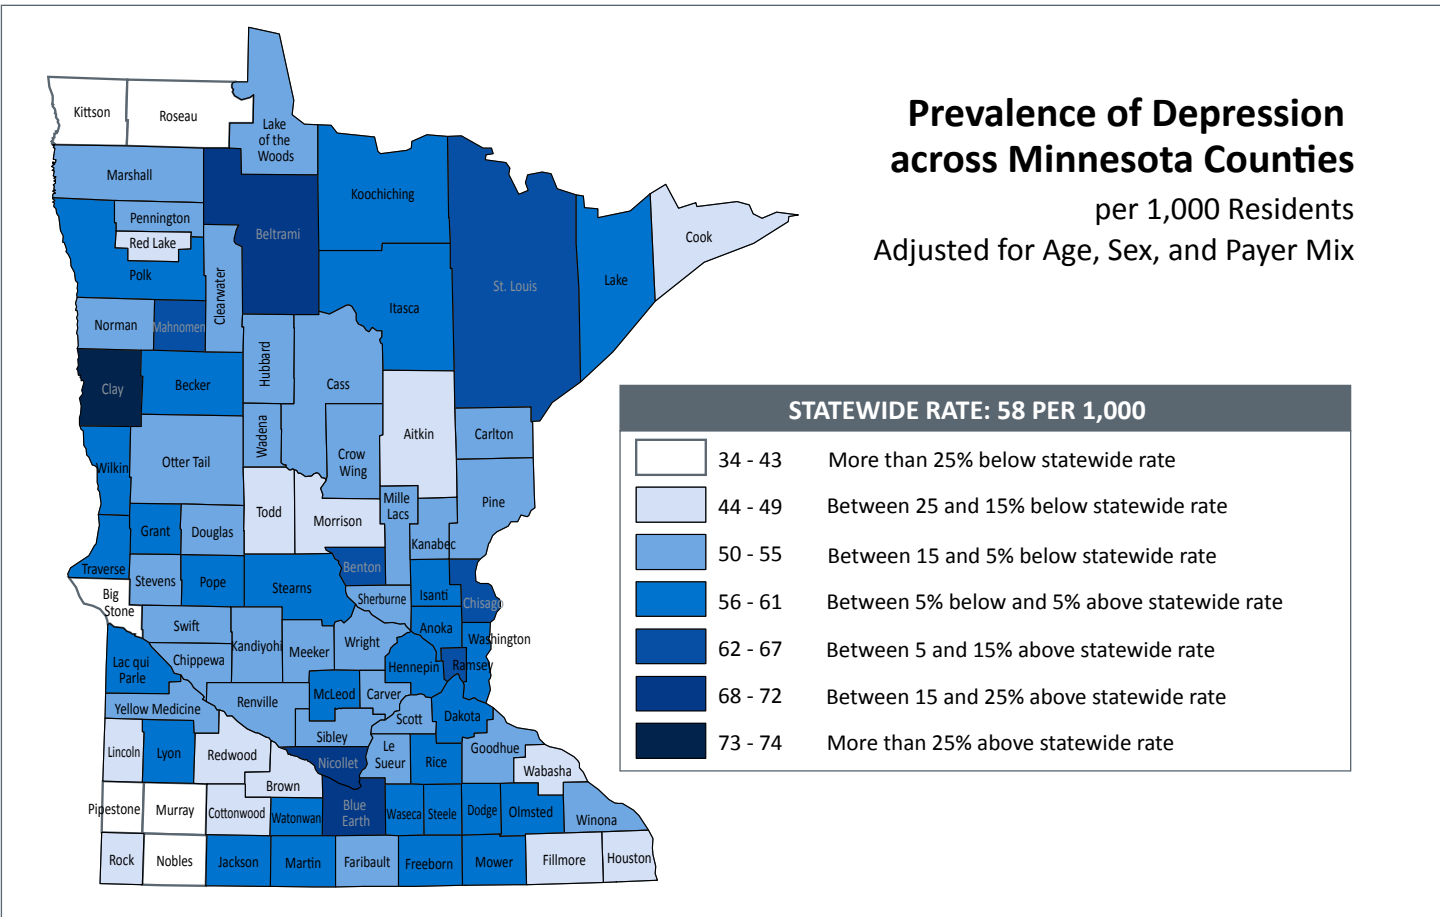 Prevalence of Depression
across Minnesota Counties
per 1,000 Residents
Adjusted for Age, Sex, and Payer Mix
STATEWIDE RATE: 58 PER 1,000
34 - 43 More than 25% below statewide rate
44 - 49 Between 25 and 15% below statewide rate
50 - 55 Between 15 and 5% below statewide rate
56 - 61 Between 5% below and 5% above statewide rate
62 - 67 Between 5 and 15% above statewide rate
68 - 72 Between 15 and 25% above statewide rate
73 - 74 More than 25% above statewide rate
Kittson
Roseau
Lake
of the
Woods
Marshall
Koochiching
Pennington
Beltrami
Red Lake
Cook
Polk
Clearwater
St. Louis
Lake
Itasca
Norman
Mahnomen
Hubbard
Clay
Becker
Cass
Wadena
Aitkin
Carlton
Wilkin
Otter Tail
Crow
Wing
Mille
Lacs
Pine
Todd
Morrison
Grant
Douglas
Kanabec
Traverse
Stevens
Pope
Stearns
Benton
Big
Stone
Sherburne
Isanti
Chisago
Swift
Kandiyohi
Meeker
Wright
Anoka
Washington
Chippewa
Hennepin
Ramsey
Lac qui
Parle
McLeod
Carver
Yellow Medicine
Renville
Scott
Dakota
Sibley
Lincoln
Lyon
Redwood
Nicollet
Le
Sueur
Rice
Goodhue
Wabasha
Brown
Pipestone
Murray
Cottonwood
Watonwan
Blue
Earth
Waseca
Steele
Dodge
Olmsted
Winona
Rock
Nobles
Jackson
Martin
Faribault
Freeborn
Mower
Fillmore
Houston